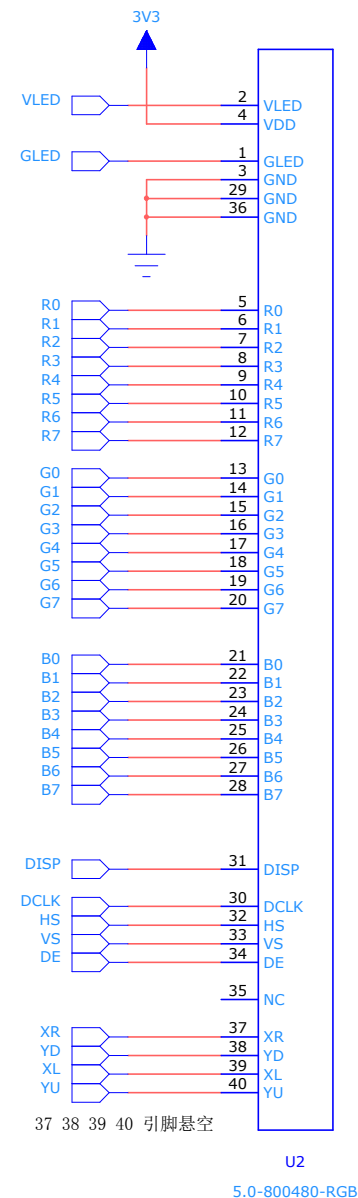 3V3
VLED 2 VLED
4 VDD
GLED 1 GLED
3 GND
29 GND
36 GND
R0 5 R0
R1 6 R1
R2 7 R2
R3 8 R3
R4 9 R4
R5 10 R5
R6 11 R6
R7 12 R7
G0 13 G0
G1 14 G1
G2 15 G2
G3 16 G3
G4 17 G4
G5 18 G5
G6 19 G6
G7 20 G7
B0 21 B0
B1 22 B1
B2 23 B2
B3 24 B3
B4 25 B4
B5 26 B5
B6 27 B6
B7 28 B7
DISP 31 DISP
DCLK 30 DCLK
HS 32 HS
VS 33 VS
DE 34 DE
35 NC
XR 37 XR
YD 38 YD
XL 39 XL
YU 40 YU
37 38 39 40 引脚悬空
U2
5.0-800480-RGB